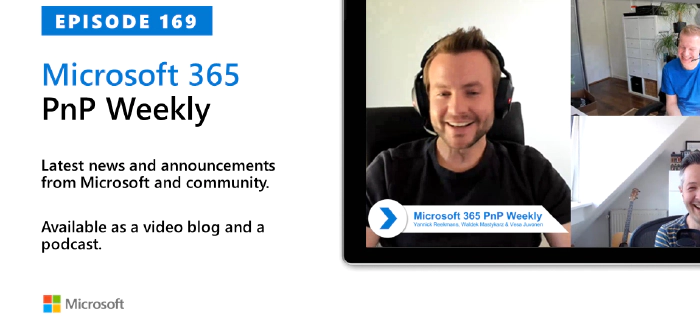 EPISODE 169
Microsoft 365
PnP Weekly
Latest news and announcements
from Microsoft and community.
Available as a video blog and a
podcast.
Microsoft
Microsoft 365 PnP Weekly
Yannick Reekmans, Waldek Mastykarz & Vesa Juvonen